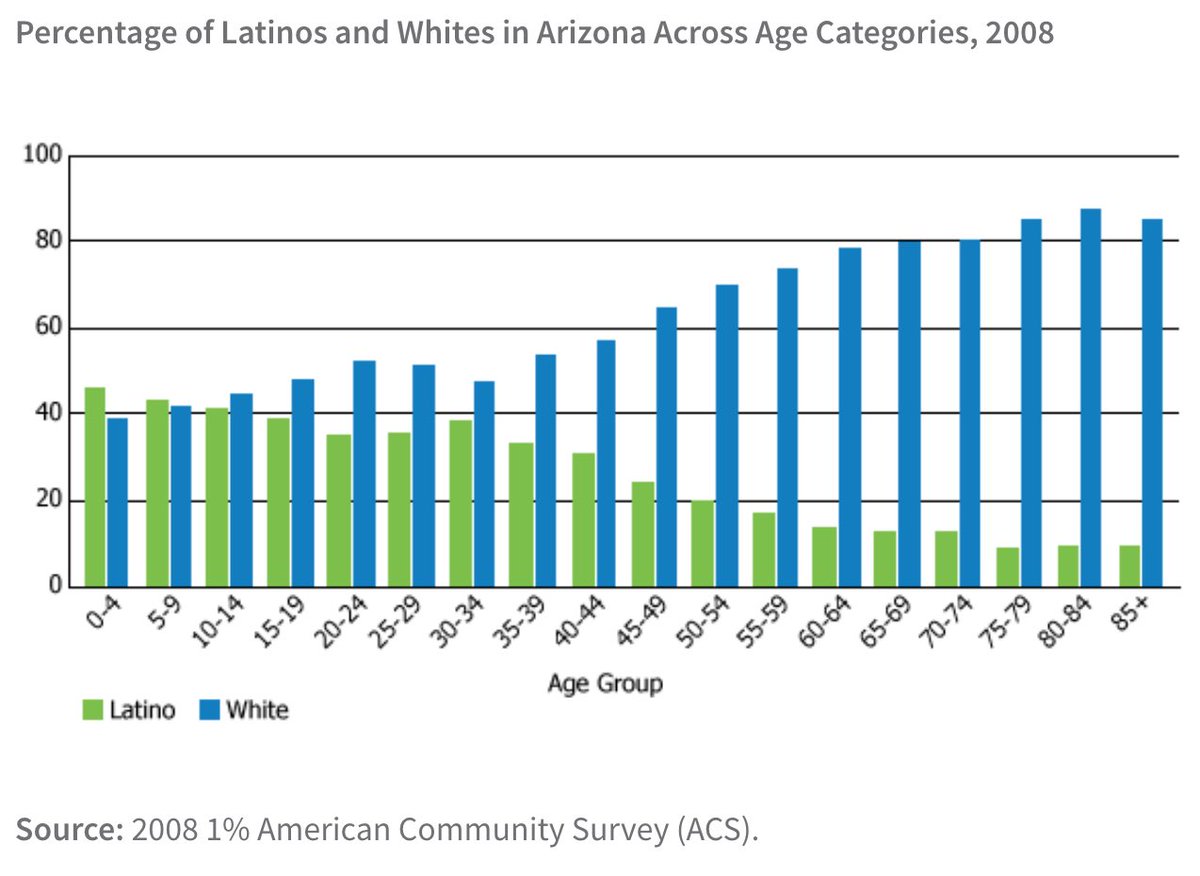 Percentage of Latinos and Whites in Arizona Across Age Categories, 2008
100
80
60
40
20
0
0-4 5-9 10-14 15-19 20-24 25-29 30-34 35-39 40-44 45-49 50-54 55-59 60-64 65-69 70-74 75-79 80-84 85+
Age Group
Latino White
Source: 2008 1% American Community Survey (ACS).